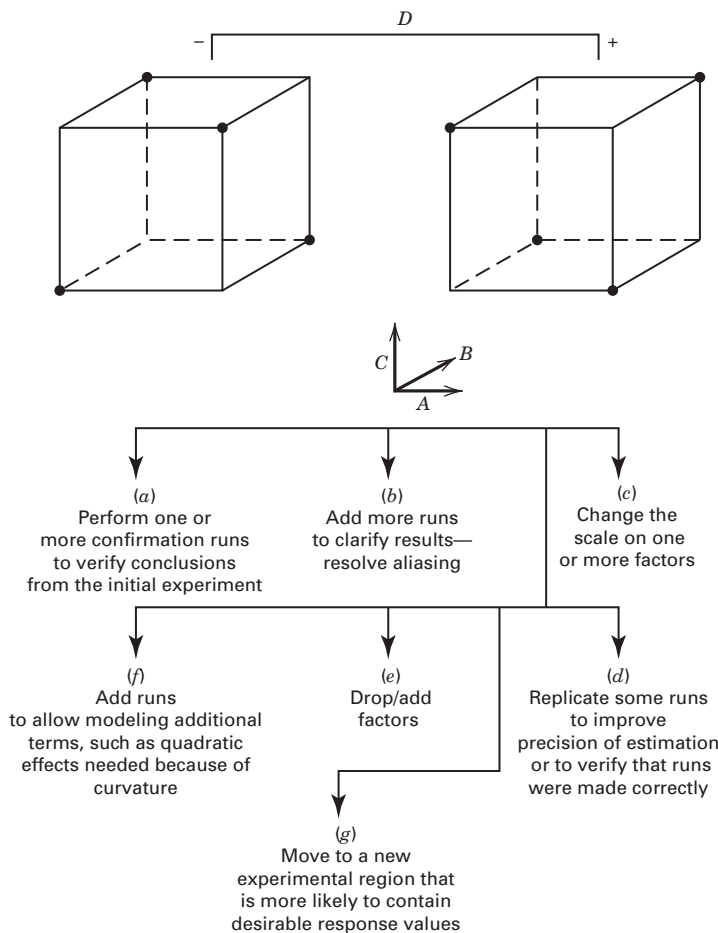 D
− +
C
B
A
(a)
Perform one or
more confirmation runs
to verify conclusions
from the initial experiment
(b)
Add more runs
to clarify results—
resolve aliasing
(c)
Change the
scale on one
or more factors
(f)
Add runs
to allow modeling additional
terms, such as quadratic
effects needed because of
curvature
(e)
Drop/add
factors
(d)
Replicate some runs
to improve
precision of estimation
or to verify that runs
were made correctly
(g)
Move to a new
experimental region that
is more likely to contain
desirable response values